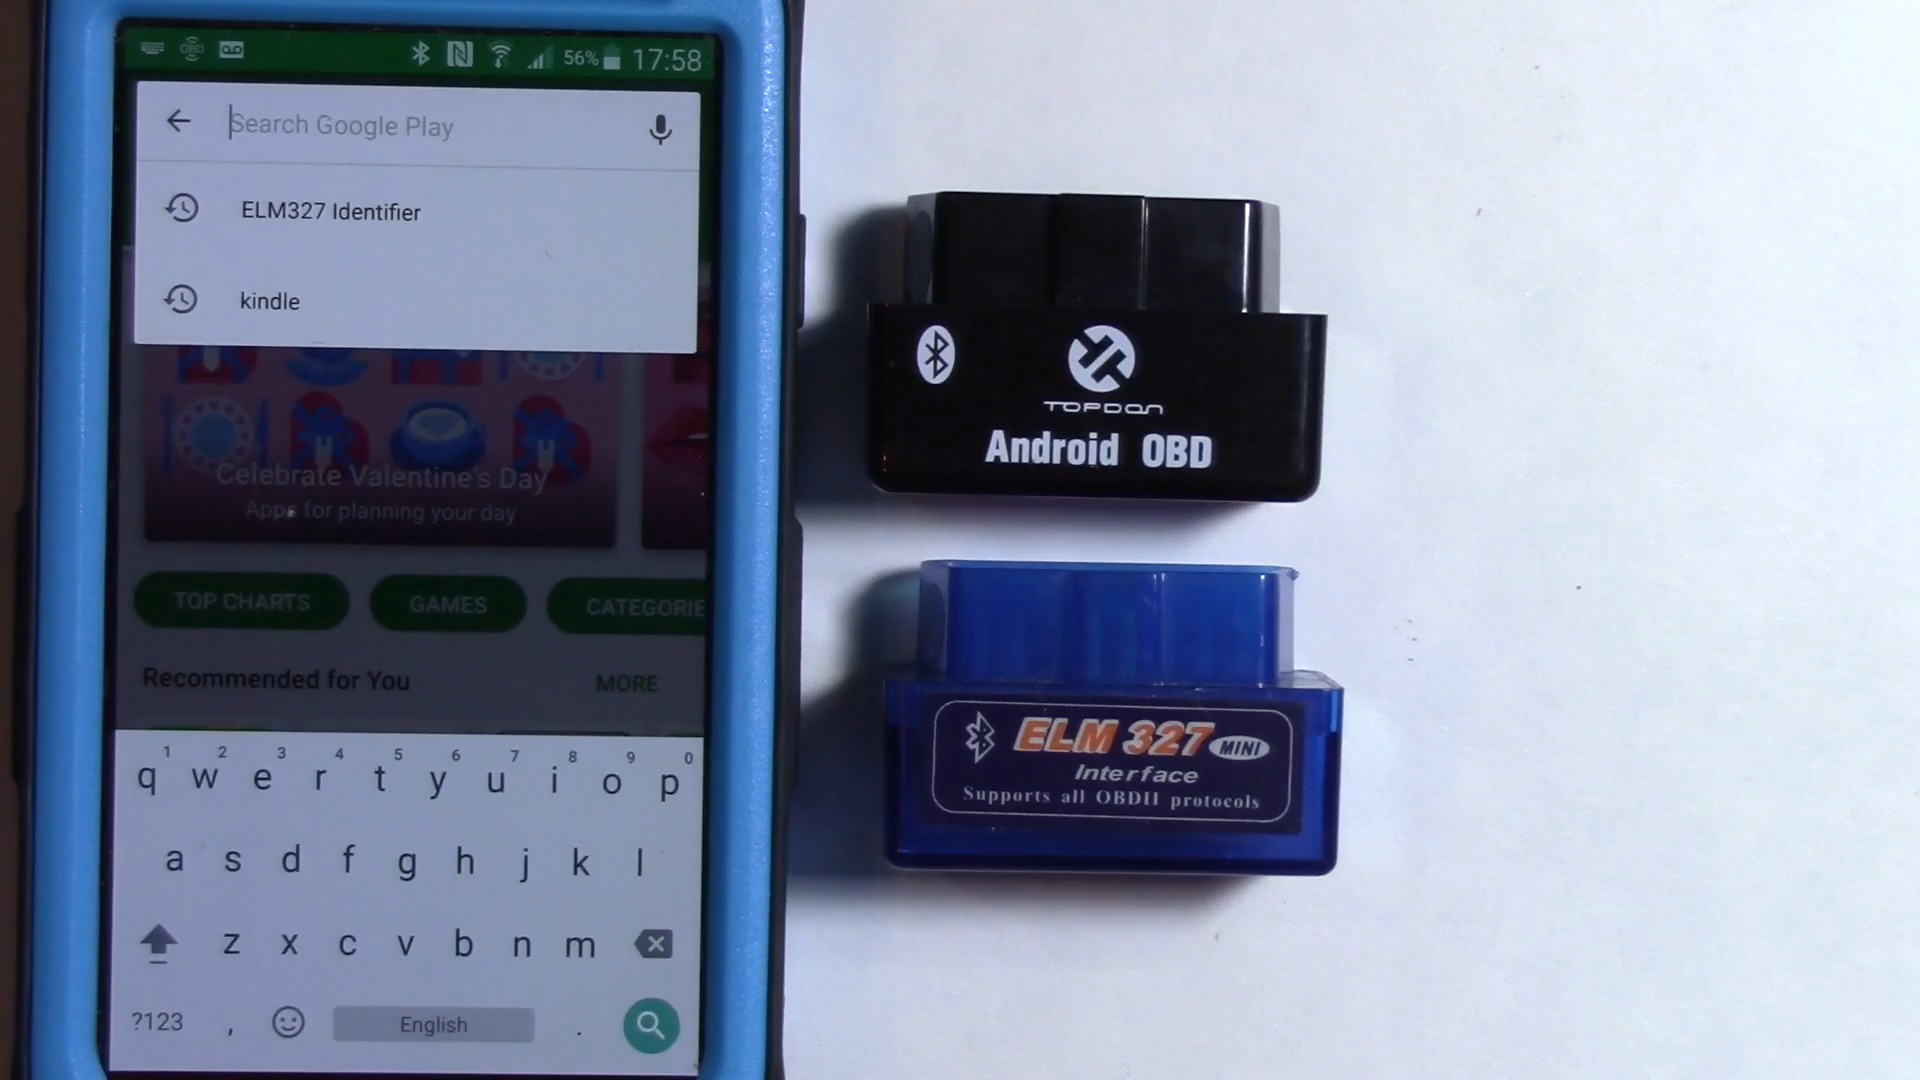 OBD
56% 17:58
Search Google Play
ELM327 Identifier
kindle
Celebrate Valentine's Day
Apps for planning your day
TOP CHARTS GAMES CATEGORIE
Recommended for You MORE
1 2 3 4 5 6 7 8 9 0
q w e r t y u i o p
a s d f g h j k l
z x c v b n m
?123 , English .
TOPDON
Android OBD
ELM 327 MINI
Interface
Supports all OBDII protocols